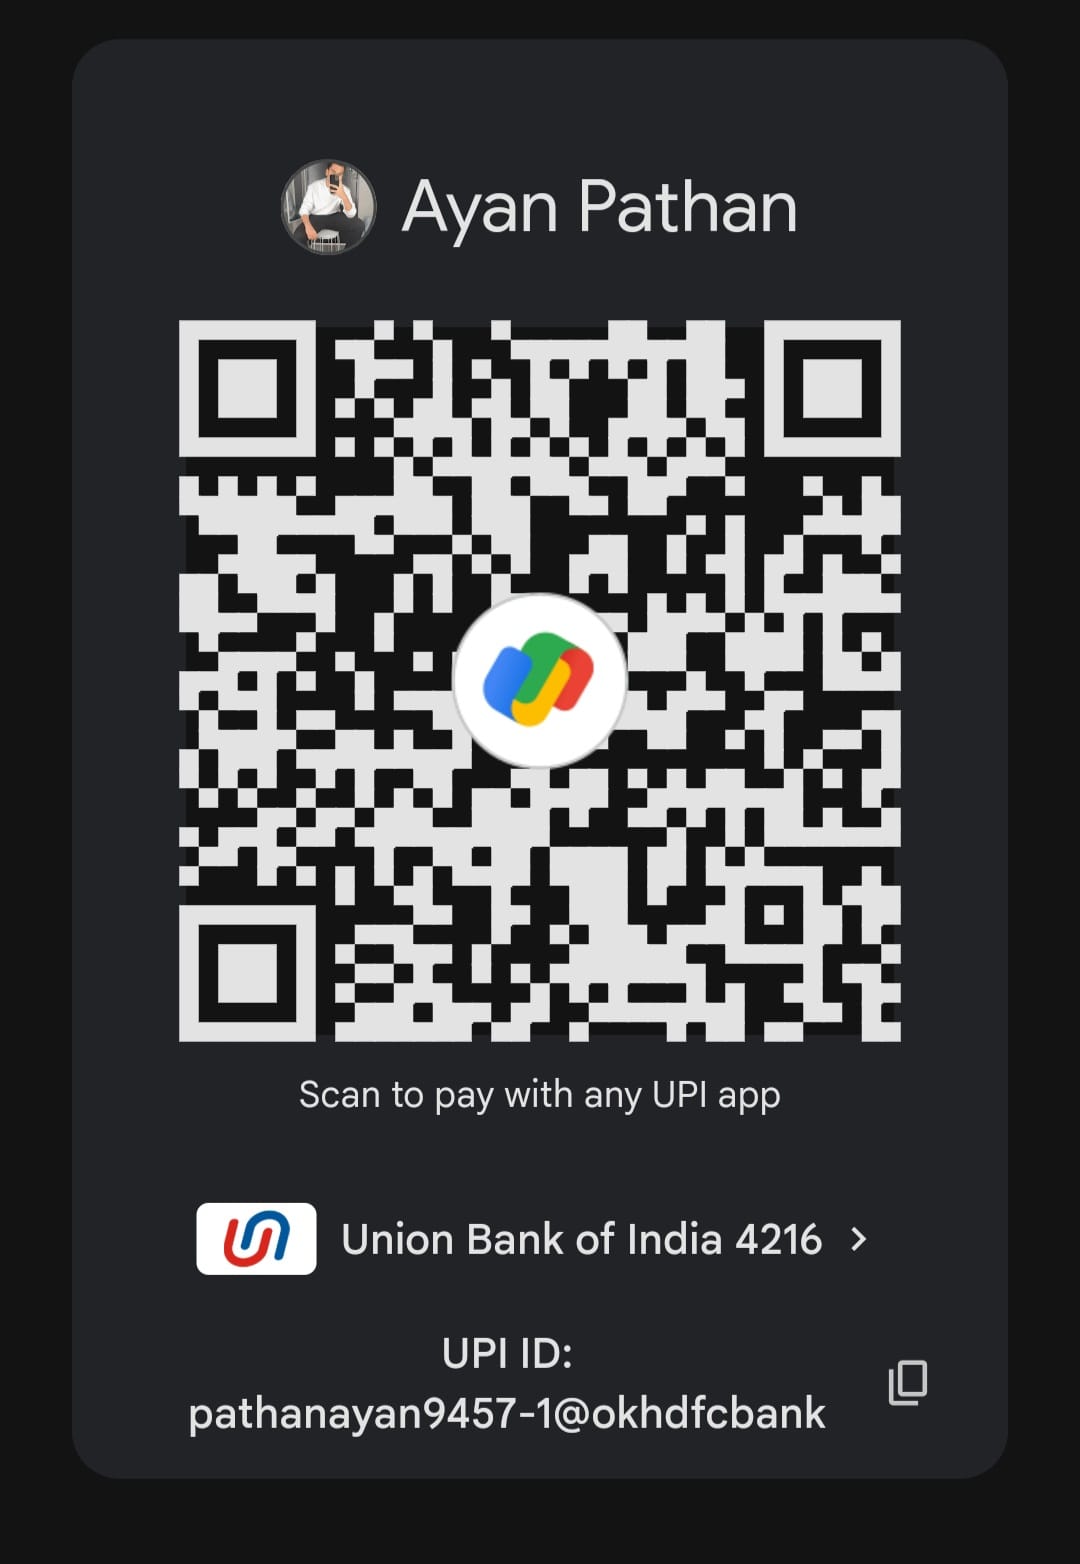 Ayan Pathan
Scan to pay with any UPI app
Union Bank of India 4216
UPI ID:
pathanayan9457-1@okhdfcbank